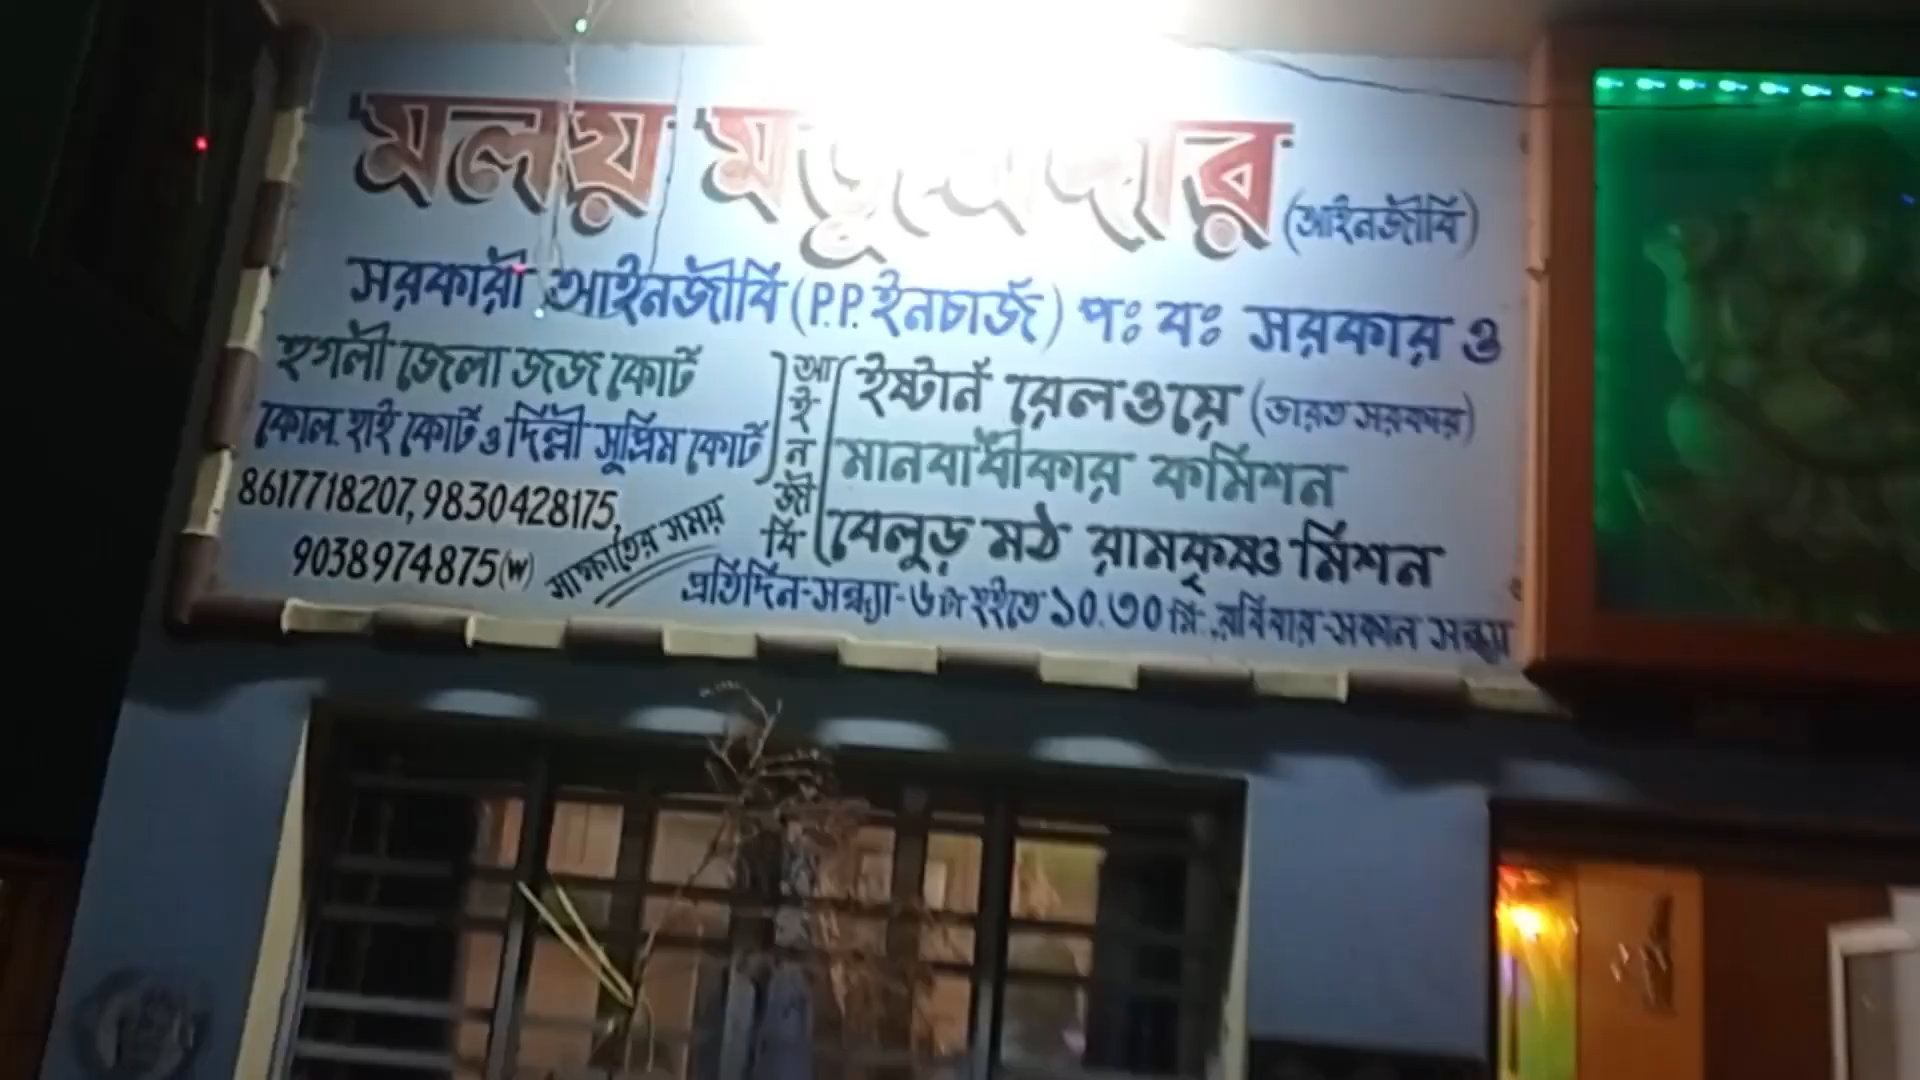 মলয় মজুমদার (আইনজীবি)
সরকারী আইনজীবি (P.P. ইনচার্জ) পঃ বঃ সরকার ও
হুগলী জেলা জজ কোর্ট
কোল. হাই কোর্ট ও দিল্লী সুপ্রিম কোর্ট
আইনজীবি
ইষ্টার্ন রেলওয়ে (ভারত সরকার)
মানবাধীকার কমিশন
বেলুড় মঠ রামকৃষ্ণ মিশন
8617718207, 9830428175,
9038974875(w)
সাক্ষাতের সময়
প্রতিদিন-সন্ধ্যা-৬ টা হইতে ১০.৩০ মি:, রবিবার-সকাল সন্ধ্যা